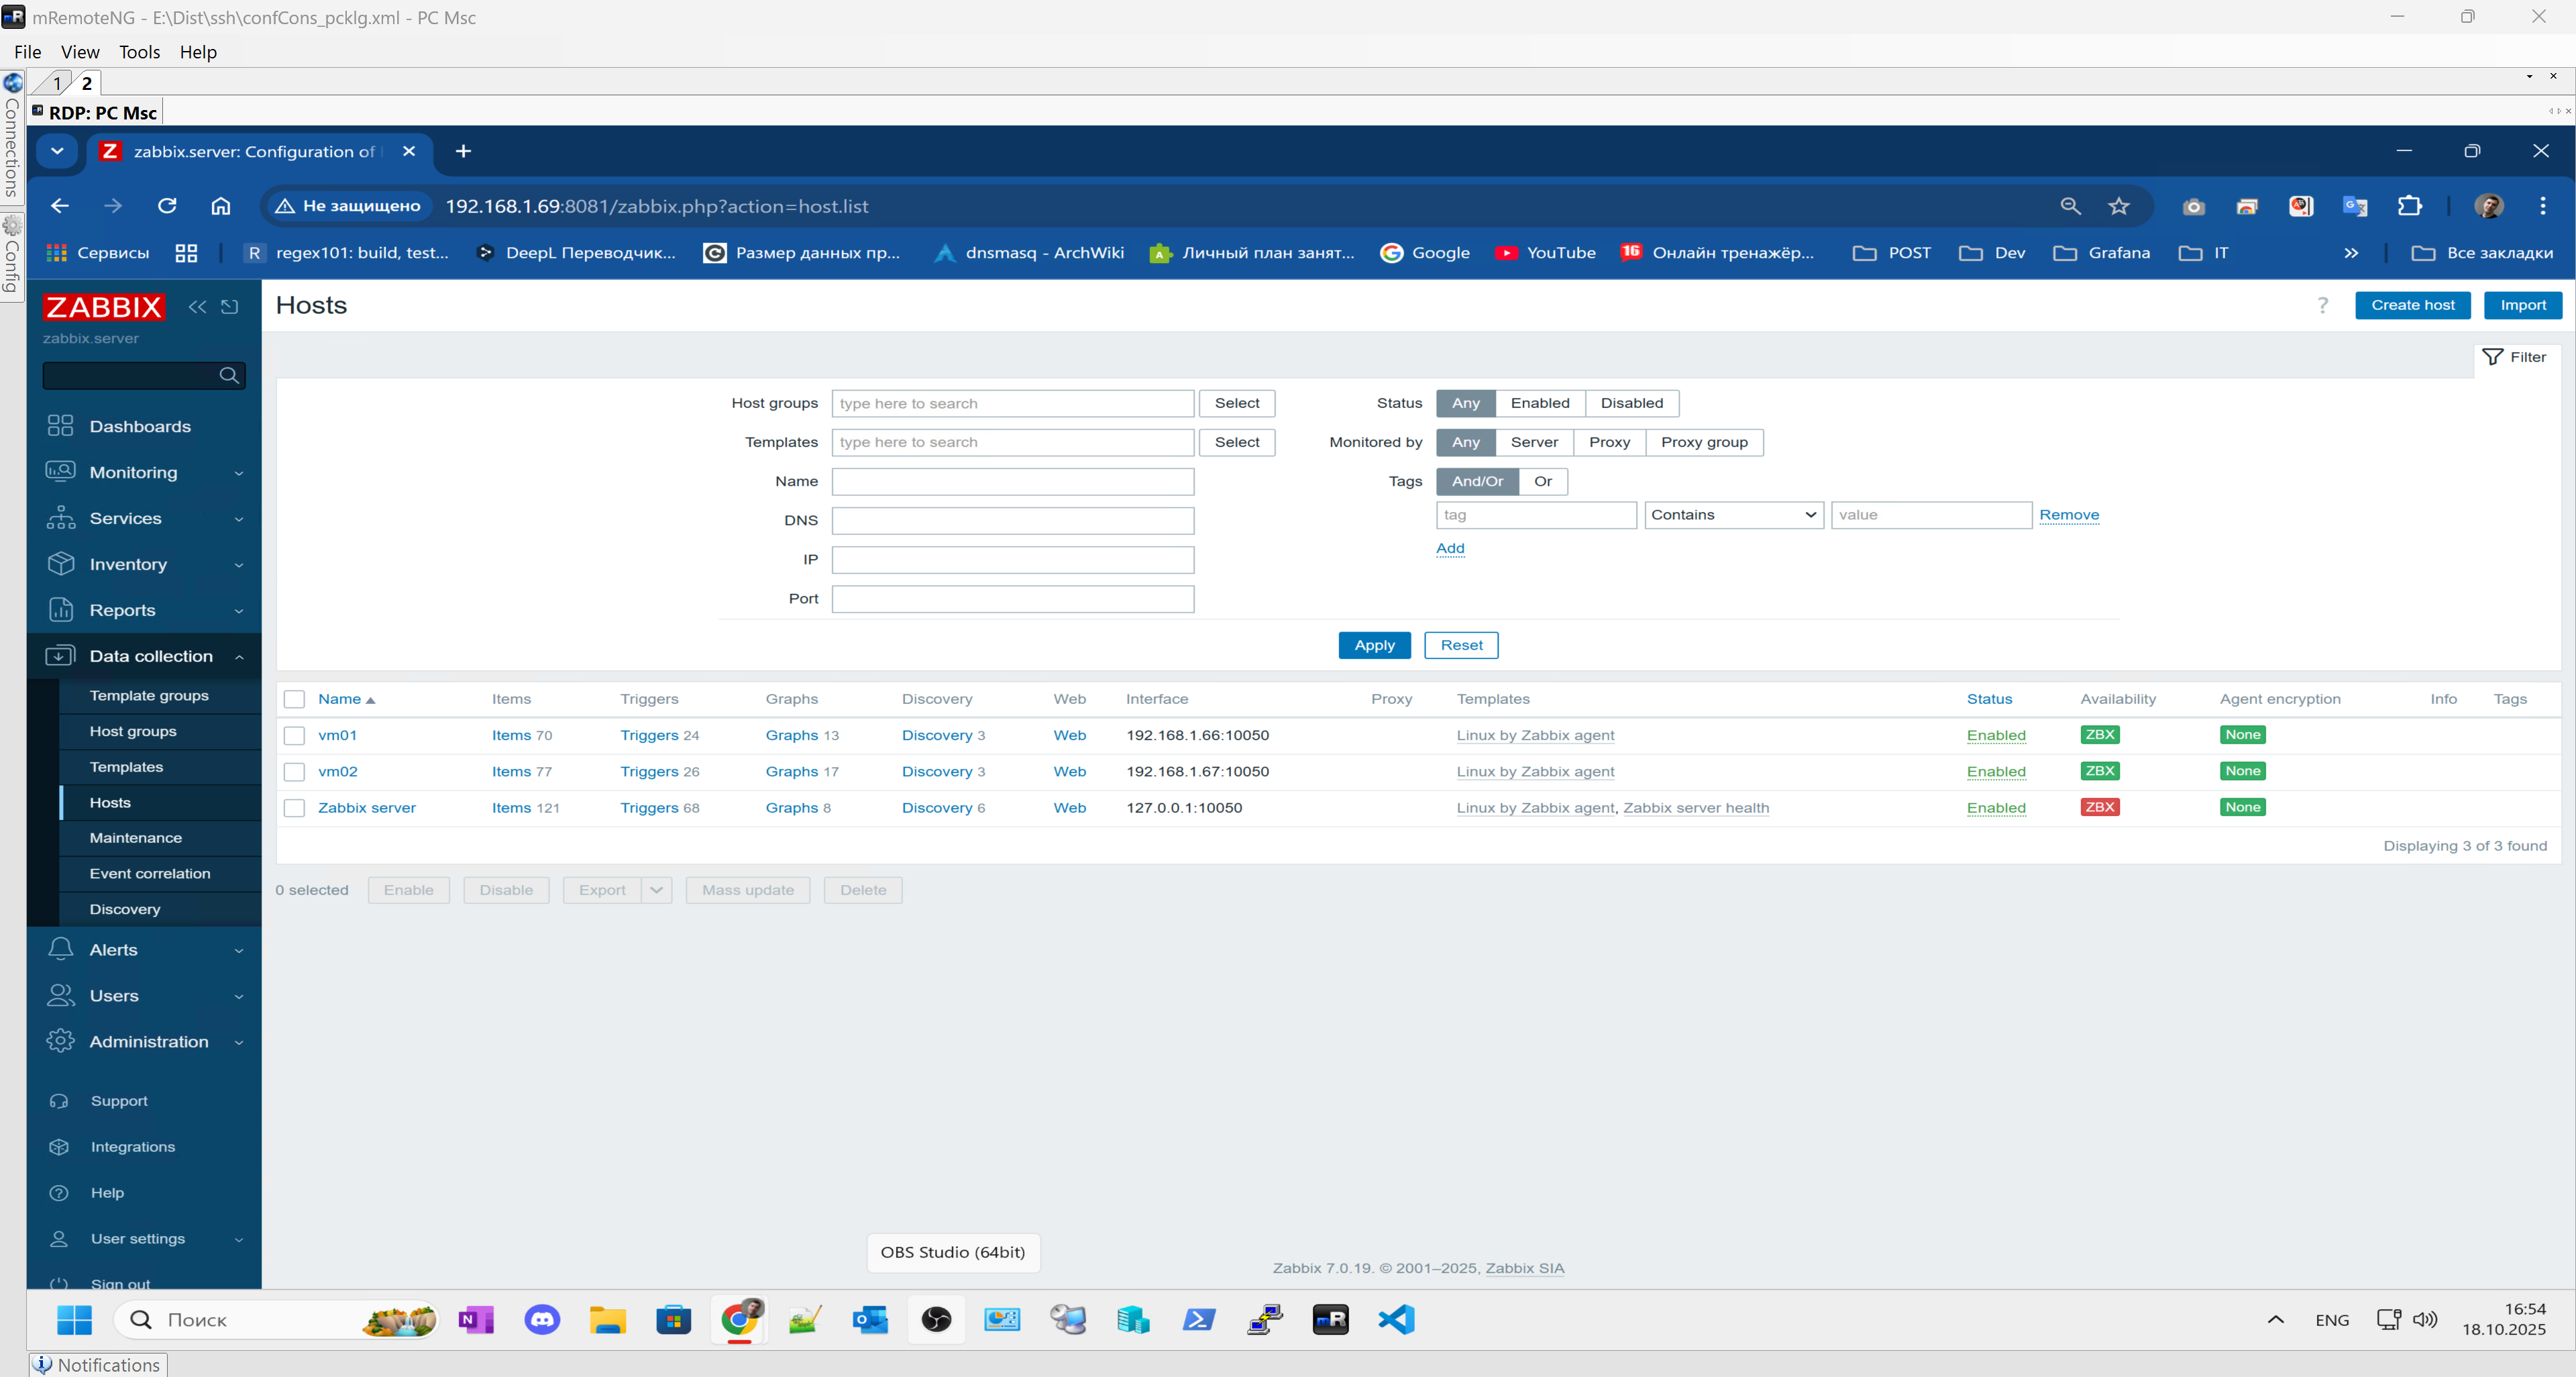 mRemoteNG - E:\Dist\ssh\confCons_pcklg.xml - PC Msc
File View Tools Help
1 2
Connections
Config
RDP: PC Msc
zabbix.server: Configuration of
Не защищено 192.168.1.69:8081/zabbix.php?action=host.list
Сервисы regex101: build, test... DeepL Переводчик... Размер данных пр... dnsmasq - ArchWiki Личный план занят... Google YouTube Онлайн тренажёр... POST Dev Grafana IT » Все закладки
ZABBIX
zabbix.server
Dashboards
Monitoring
Services
Inventory
Reports
Data collection
Template groups
Host groups
Templates
Hosts
Maintenance
Event correlation
Discovery
Alerts
Users
Administration
Support
Integrations
Help
User settings
Sign out
Hosts ? Create host Import
Filter
Host groups type here to search Select
Templates type here to search Select
Name
DNS
IP
Port
Status Any Enabled Disabled
Monitored by Any Server Proxy Proxy group
Tags And/Or Or
tag Contains value Remove
Add
Apply Reset
Name Items Triggers Graphs Discovery Web Interface Proxy Templates Status Availability Agent encryption Info Tags
vm01 Items 70 Triggers 24 Graphs 13 Discovery 3 Web 192.168.1.66:10050 Linux by Zabbix agent Enabled ZBX None
vm02 Items 77 Triggers 26 Graphs 17 Discovery 3 Web 192.168.1.67:10050 Linux by Zabbix agent Enabled ZBX None
Zabbix server Items 121 Triggers 68 Graphs 8 Discovery 6 Web 127.0.0.1:10050 Linux by Zabbix agent, Zabbix server health Enabled ZBX None
Displaying 3 of 3 found
0 selected Enable Disable Export Mass update Delete
OBS Studio (64bit)
Zabbix 7.0.19. © 2001–2025, Zabbix SIA
Поиск
ENG
16:54
18.10.2025
Notifications